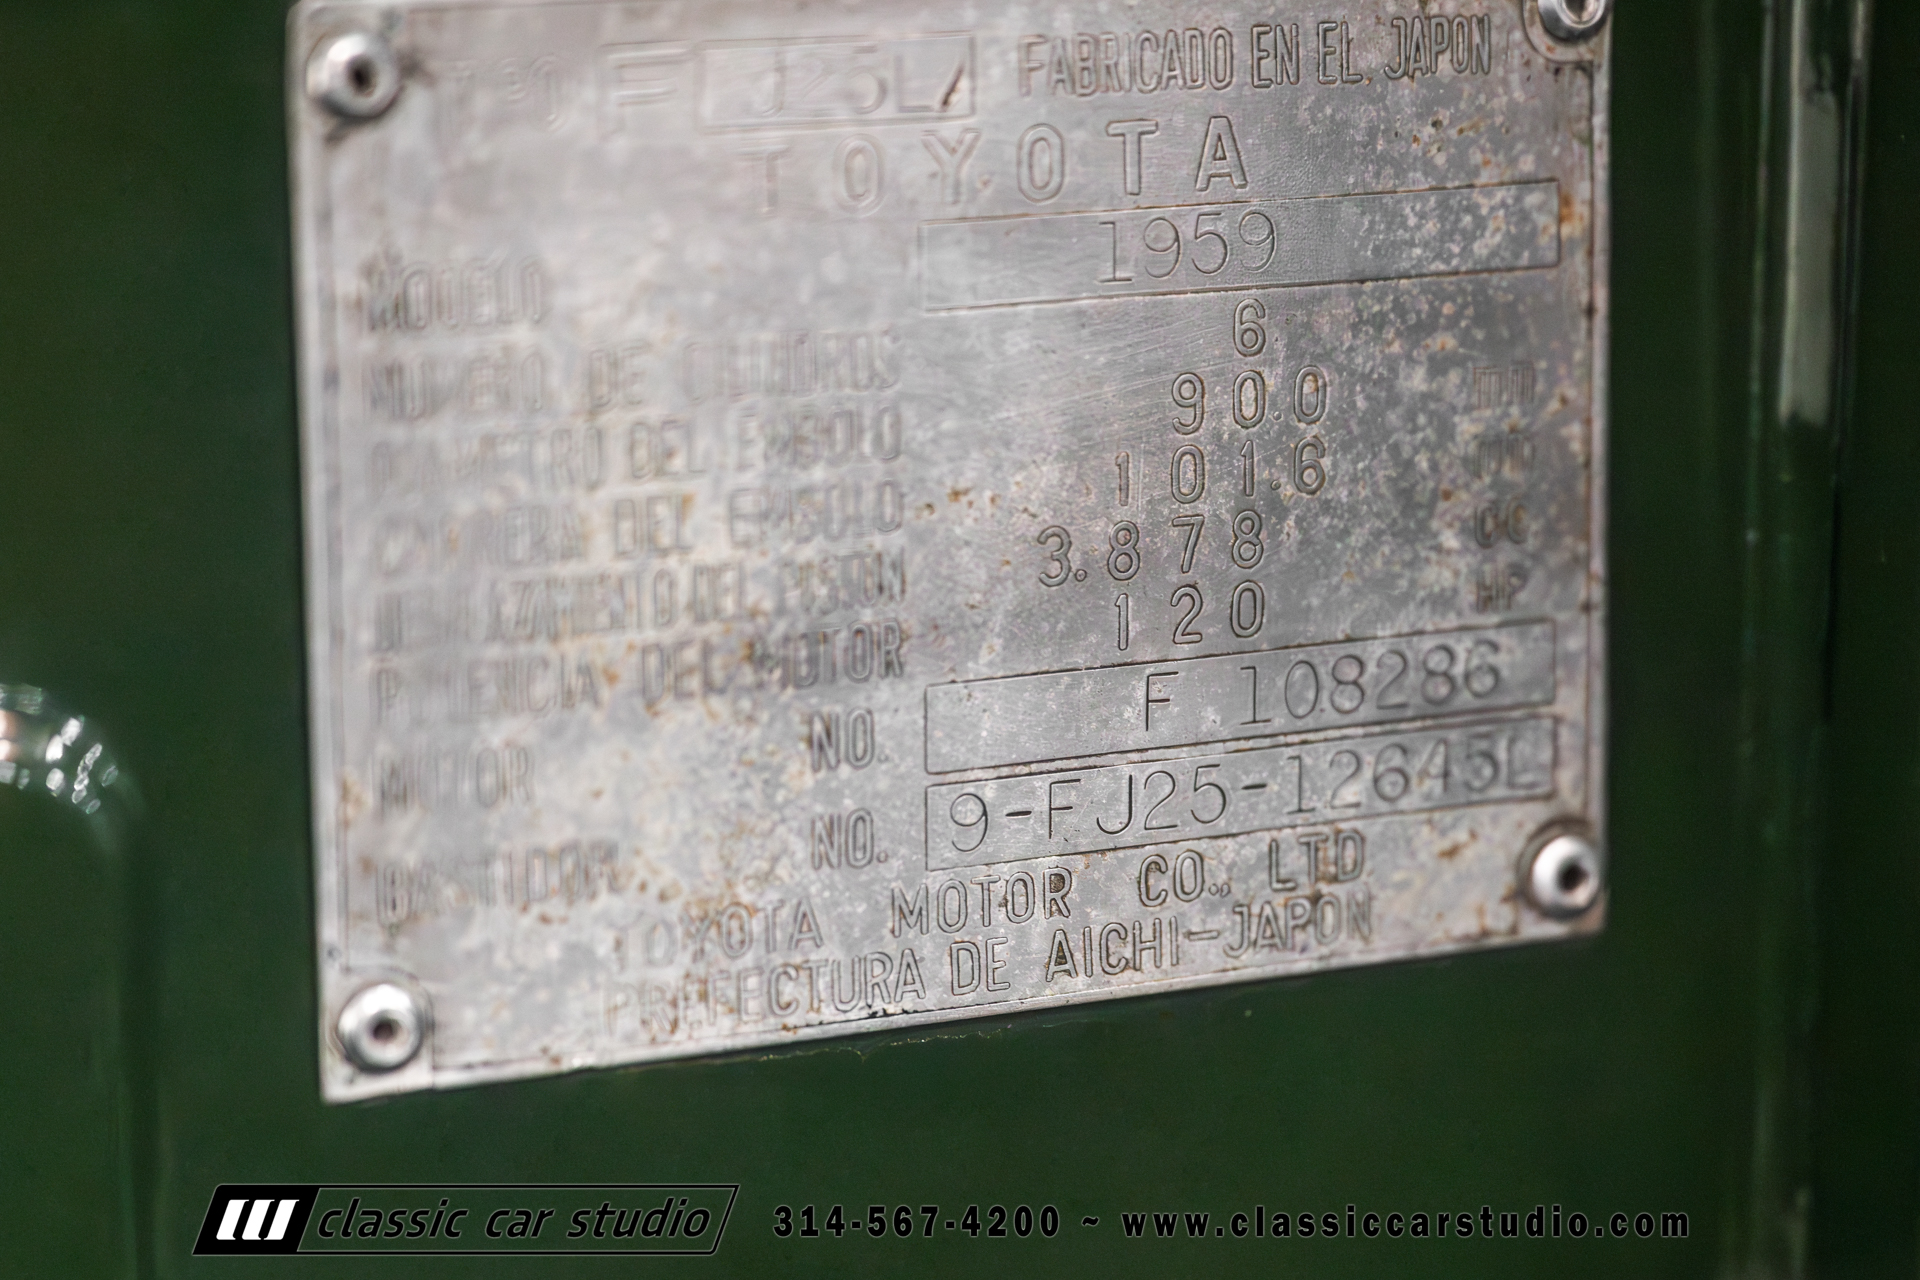 TIPO F J25L FABRICADO EN EL JAPON
TOYOTA
MODELO 1959
NUMERO DE CILINDROS 6
DIAMETRO DEL EMBOLO 90.0 mm
CARRERA DEL EMBOLO 101.6 mm
DESPLAZAMIENTO DEL PISTON 3.878 CC
POTENCIA DEL MOTOR 120 HP
MOTOR NO. F 108286
BASTIDOR NO. 9-FJ25-12645L
TOYOTA MOTOR CO., LTD
PREFECTURA DE AICHI-JAPON
classic car studio 314-567-4200 ~ www.classiccarstudio.com